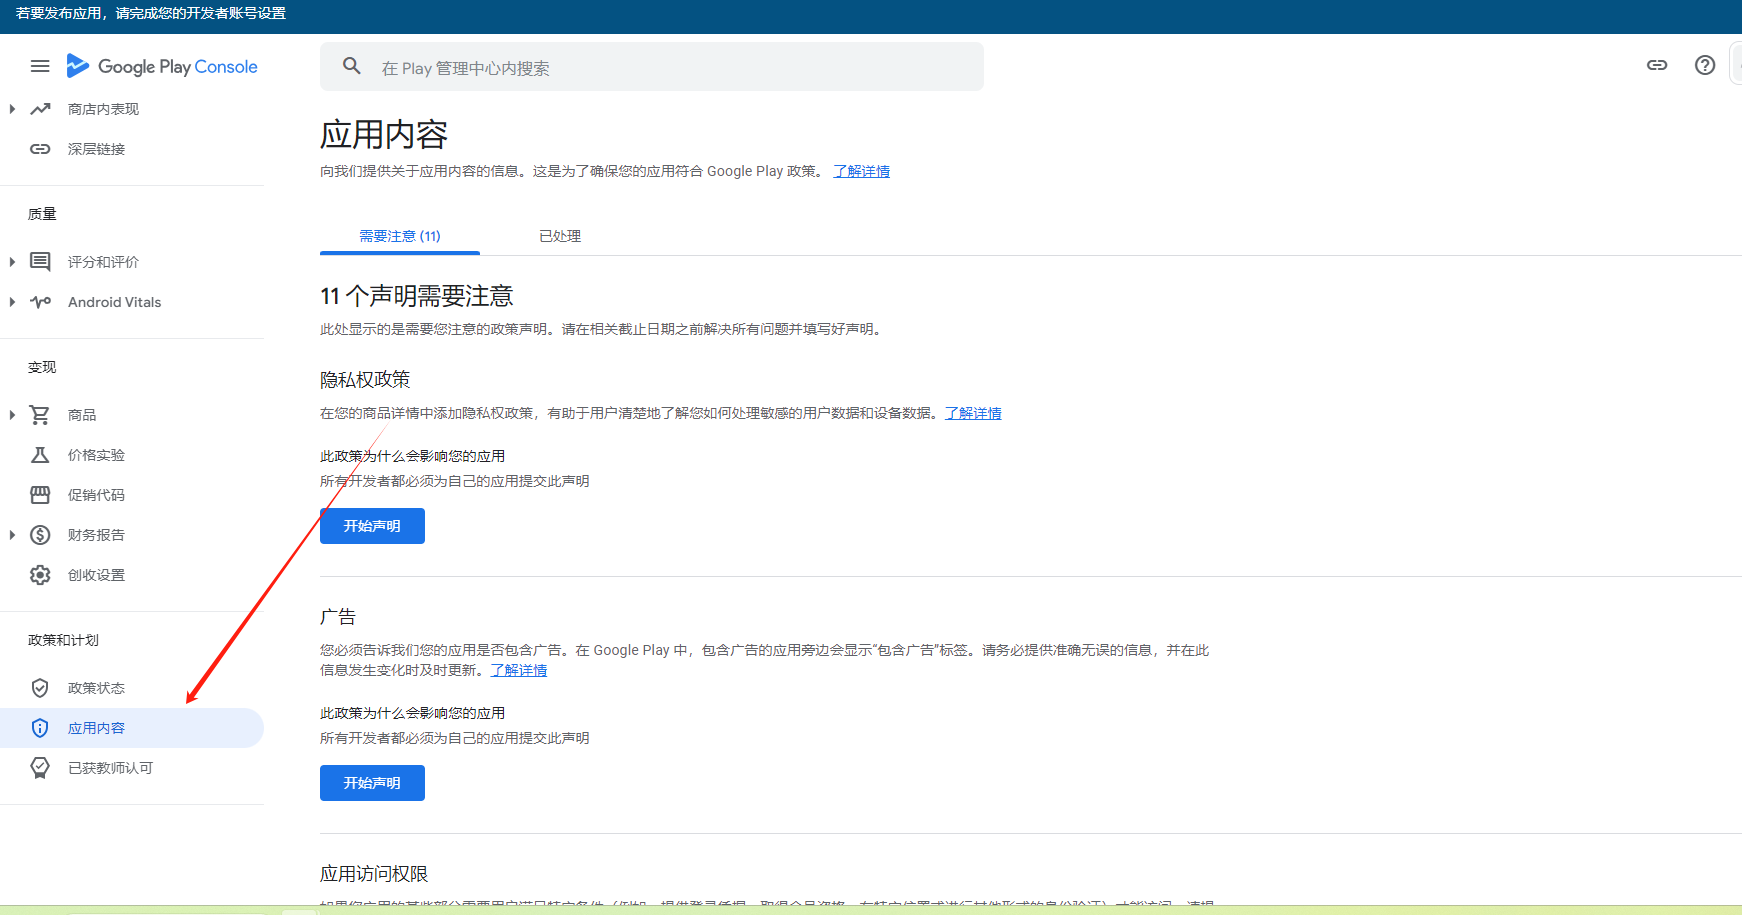 若要发布应用，请完成您的开发者账号设置
Google Play Console
在 Play 管理中心内搜索
商店内表现
深层链接
质量
评分和评价
Android Vitals
变现
商品
价格实验
促销代码
财务报告
创收设置
政策和计划
政策状态
应用内容
已获教师认可
应用内容
向我们提供关于应用内容的信息。这是为了确保您的应用符合 Google Play 政策。 了解详情
需要注意 (11)
已处理
11 个声明需要注意
此处显示的是需要您注意的政策声明。请在相关截止日期之前解决所有问题并填写好声明。
隐私权政策
在您的商品详情中添加隐私权政策，有助于用户清楚地了解您如何处理敏感的用户数据和设备数据。了解详情
此政策为什么会影响您的应用
所有开发者都必须为自己的应用提交此声明
开始声明
广告
您必须告诉我们您的应用是否包含广告。在 Google Play 中，包含广告的应用旁边会显示“包含广告”标签。请务必提供准确无误的信息，并在此
信息发生变化时及时更新。了解详情
此政策为什么会影响您的应用
所有开发者都必须为自己的应用提交此声明
开始声明
应用访问权限